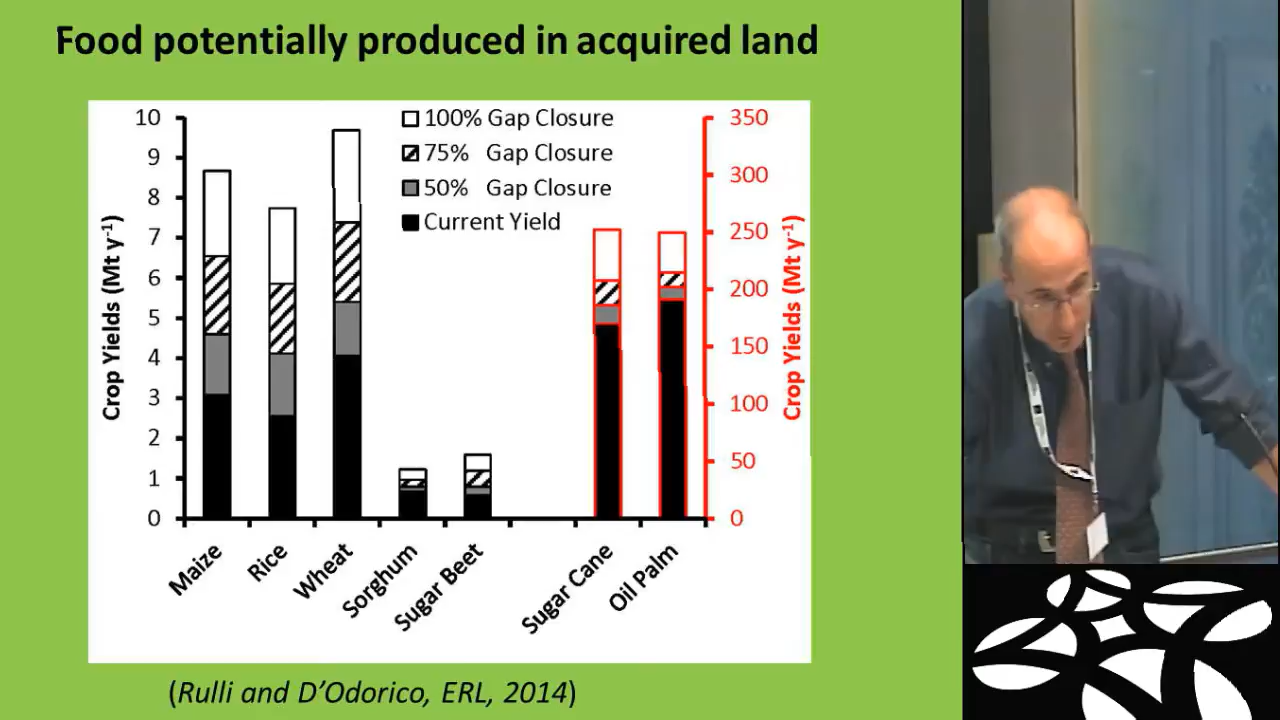 Food potentially produced in acquired land
10
9
8
7
6
5
4
3
2
1
0
Crop Yields (Mt y⁻¹)
100% Gap Closure
75% Gap Closure
50% Gap Closure
Current Yield
350
300
250
200
150
100
50
0
Crop Yields (Mt y⁻¹)
Maize
Rice
Wheat
Sorghum
Sugar Beet
Sugar Cane
Oil Palm
(Rulli and D'Odorico, ERL, 2014)